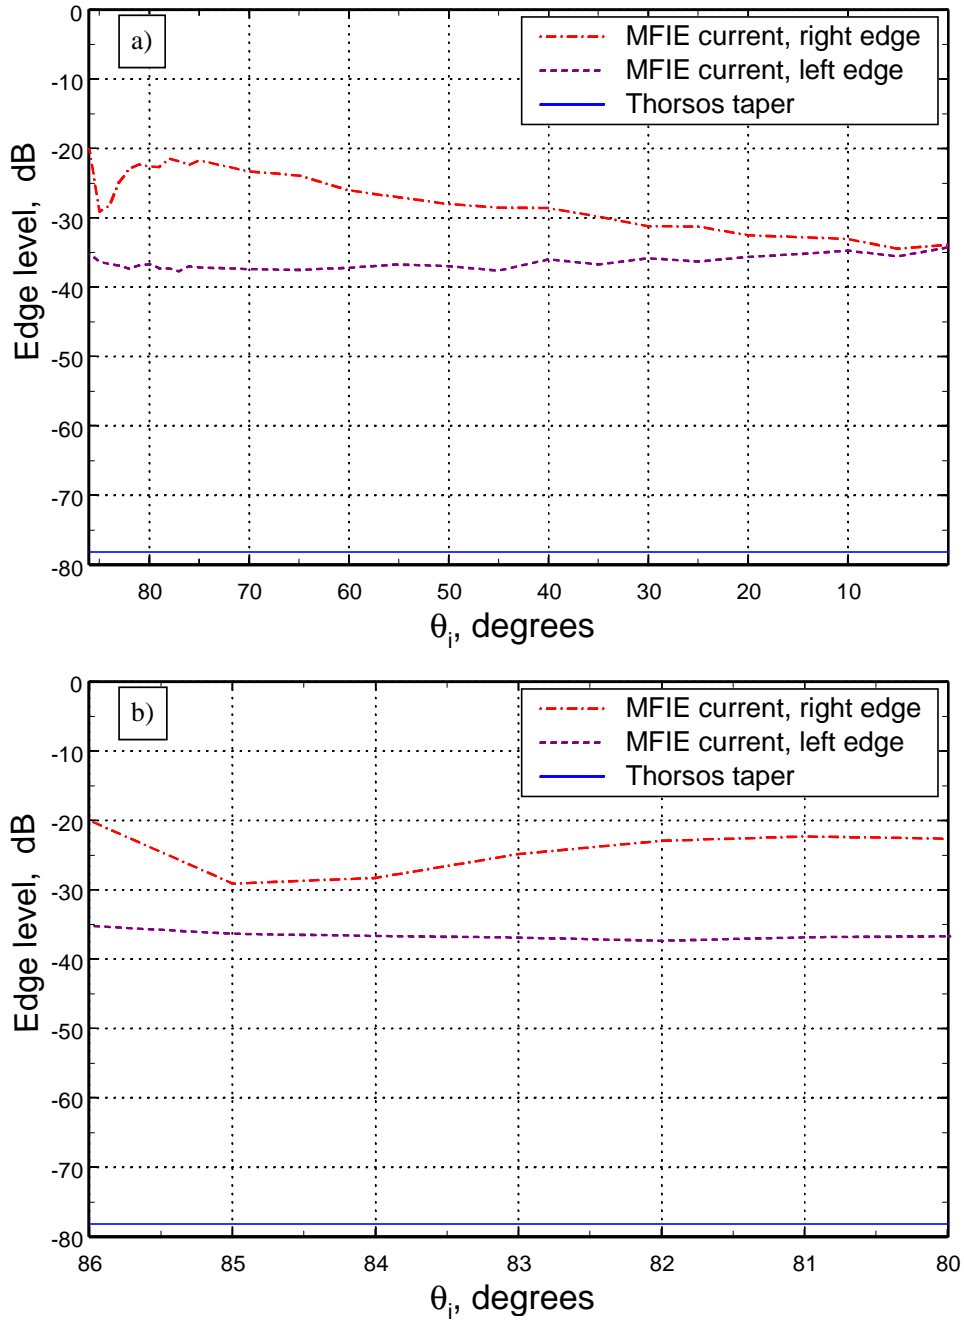 a)
MFIE current, right edge
MFIE current, left edge
Thorsos taper
Edge level, dB
0
-10
-20
-30
-40
-50
-60
-70
-80
80 70 60 50 40 30 20 10
θi, degrees
b)
MFIE current, right edge
MFIE current, left edge
Thorsos taper
Edge level, dB
0
-10
-20
-30
-40
-50
-60
-70
-80
86 85 84 83 82 81 80
θi, degrees